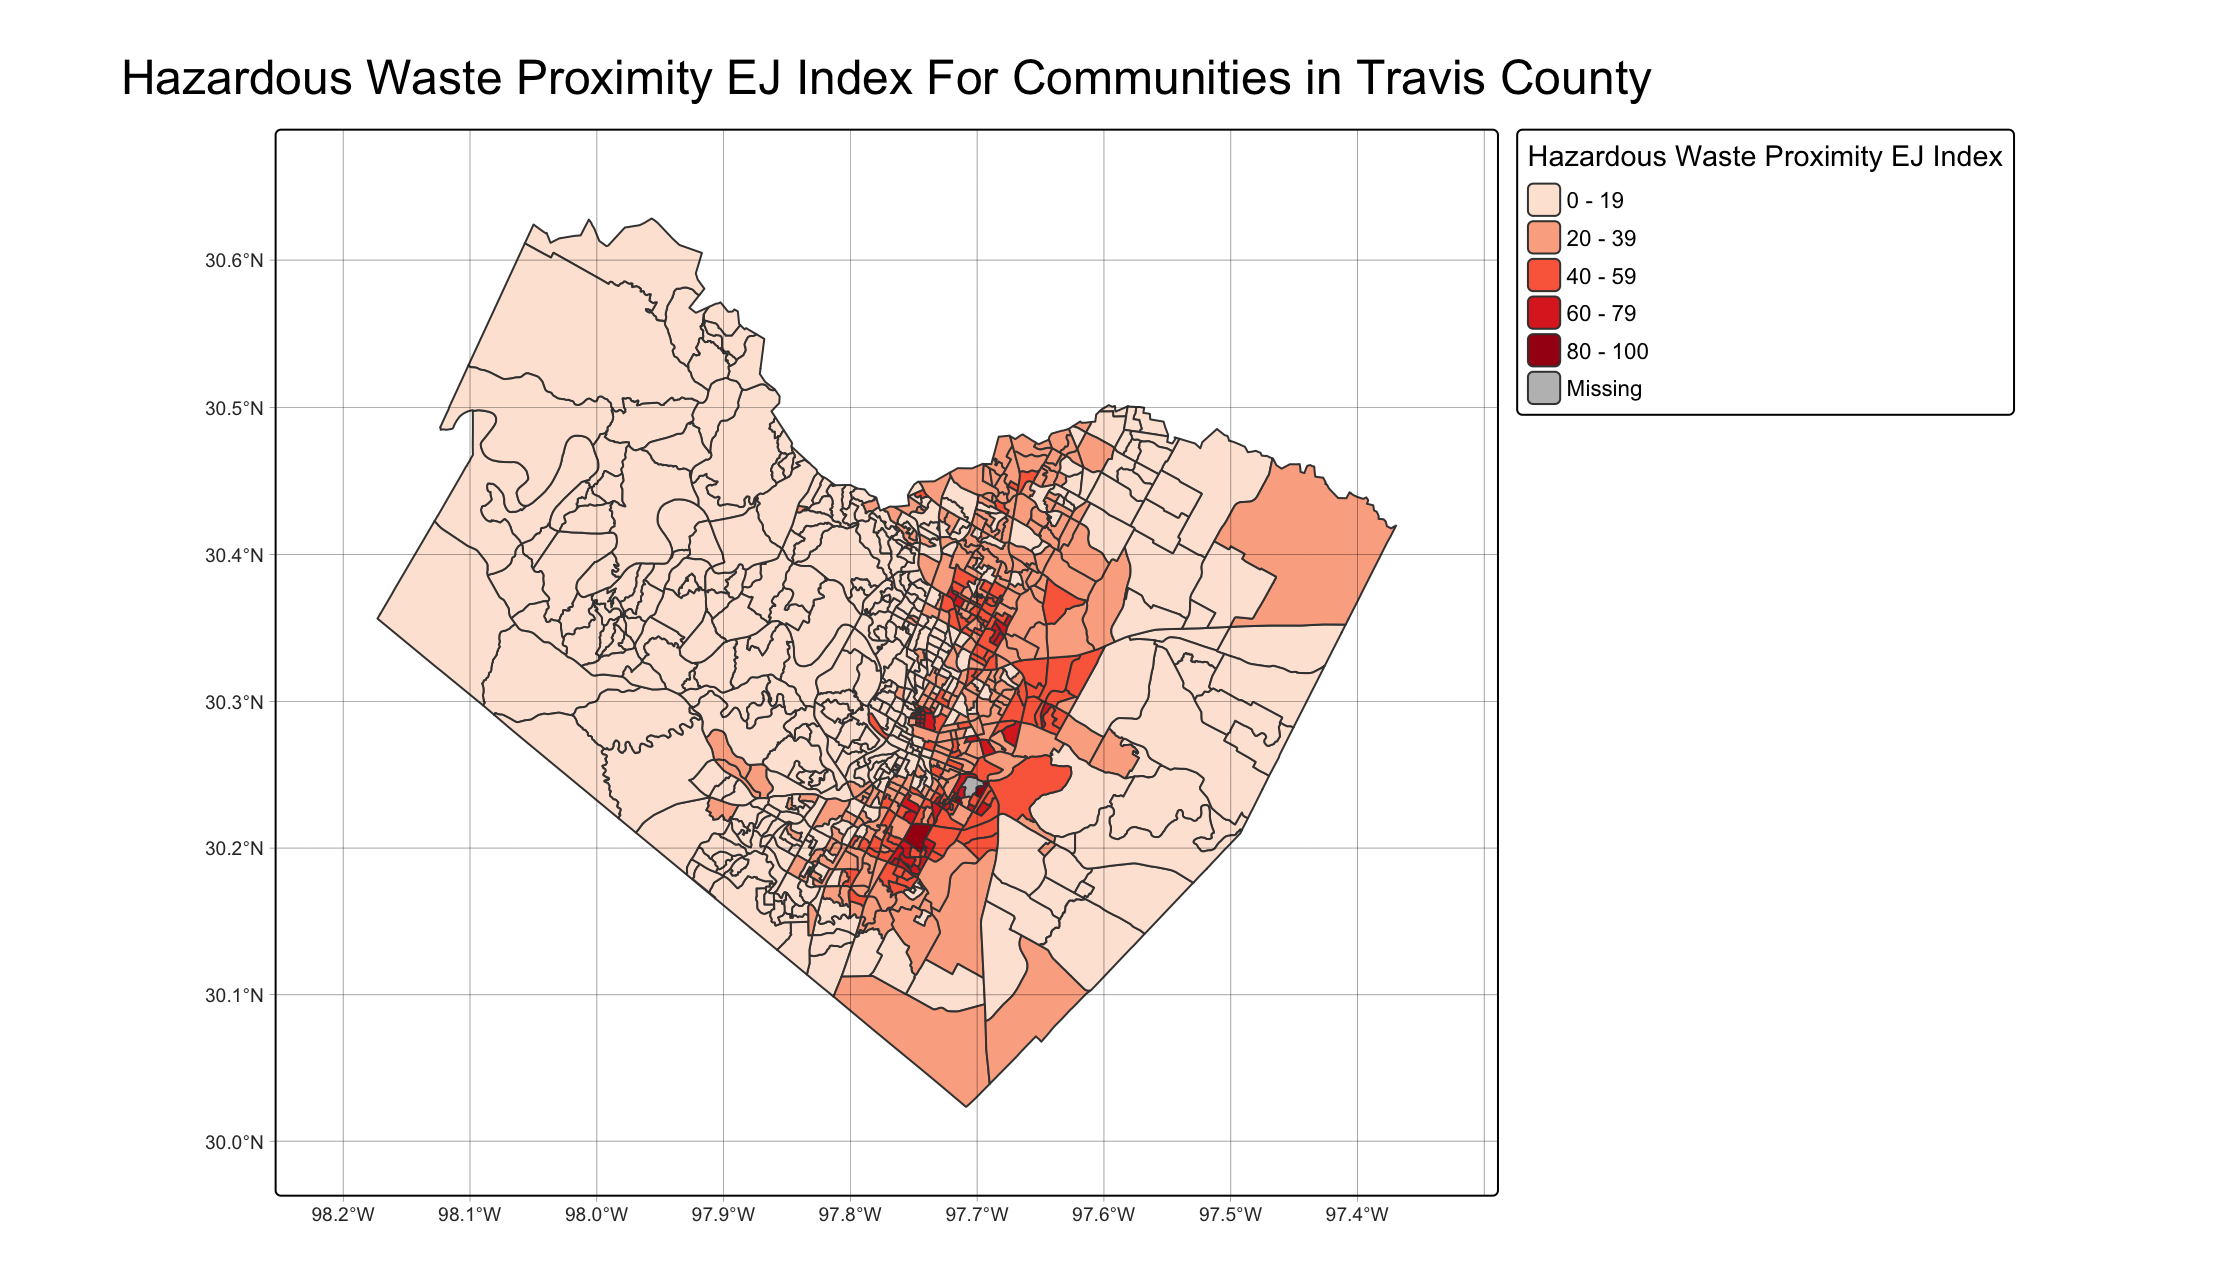 Hazardous Waste Proximity EJ Index For Communities in Travis County
Hazardous Waste Proximity EJ Index
0 - 19
20 - 39
40 - 59
60 - 79
80 - 100
Missing
30.6°N
30.5°N
30.4°N
30.3°N
30.2°N
30.1°N
30.0°N
98.2°W 98.1°W 98.0°W 97.9°W 97.8°W 97.7°W 97.6°W 97.5°W 97.4°W